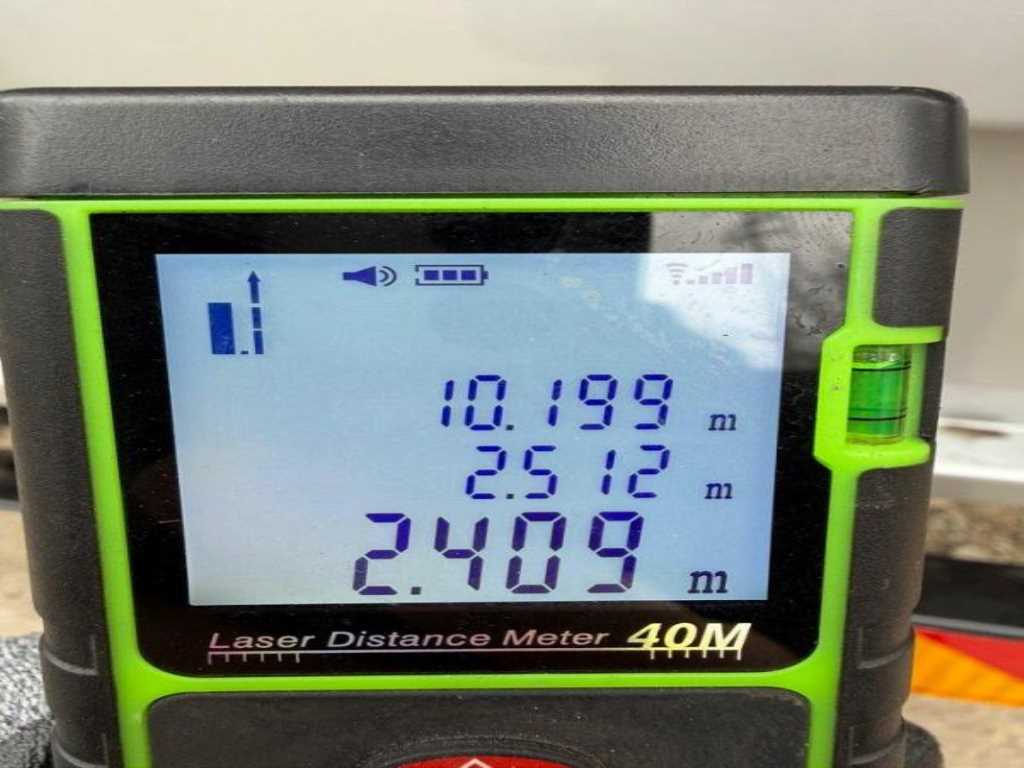 10.199 m
2.512 m
2.409 m
Laser Distance Meter 40M